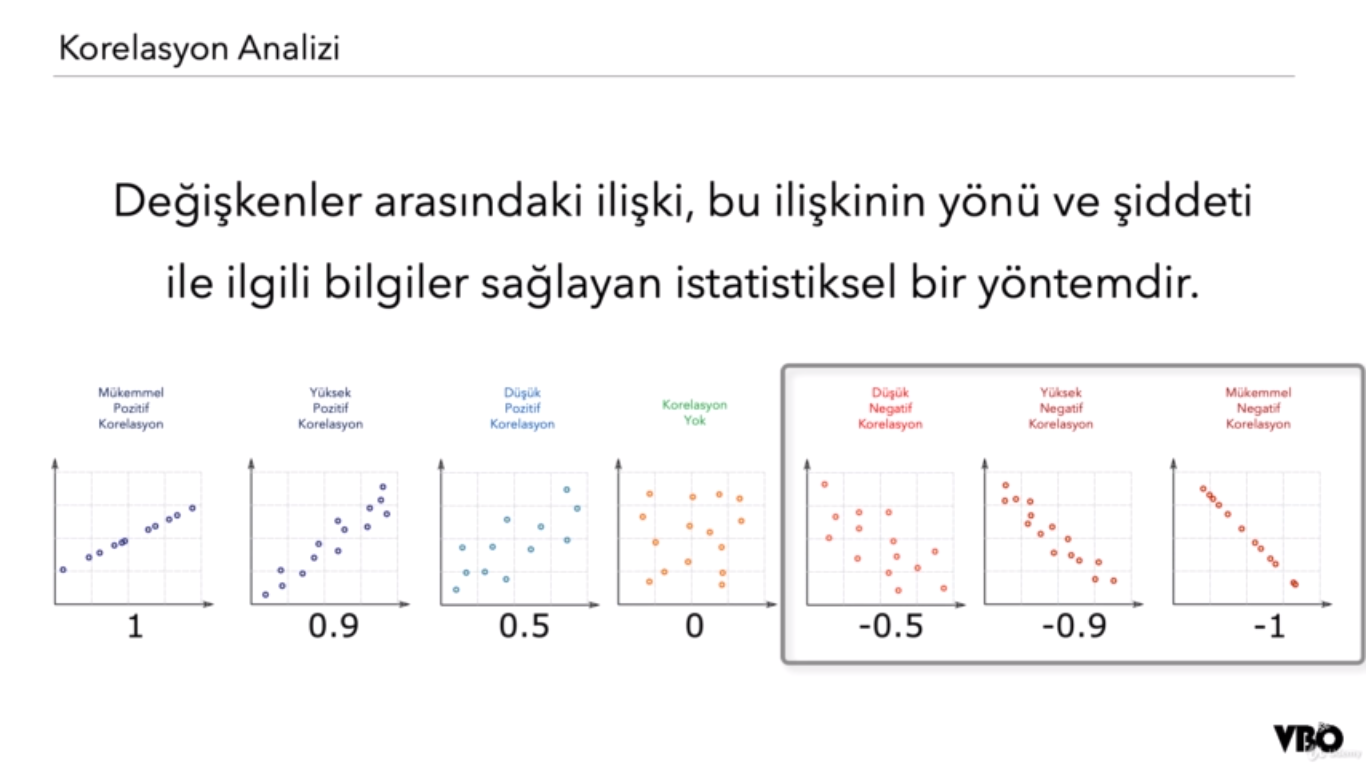 Korelasyon Analizi
Değişkenler arasındaki ilişki, bu ilişkinin yönü ve şiddeti
ile ilgili bilgiler sağlayan istatistiksel bir yöntemdir.
Mükemmel
Pozitif
Korelasyon
Yüksek
Pozitif
Korelasyon
Düşük
Pozitif
Korelasyon
Korelasyon
Yok
Düşük
Negatif
Korelasyon
Yüksek
Negatif
Korelasyon
Mükemmel
Negatif
Korelasyon
1
0.9
0.5
0
-0.5
-0.9
-1
VBO